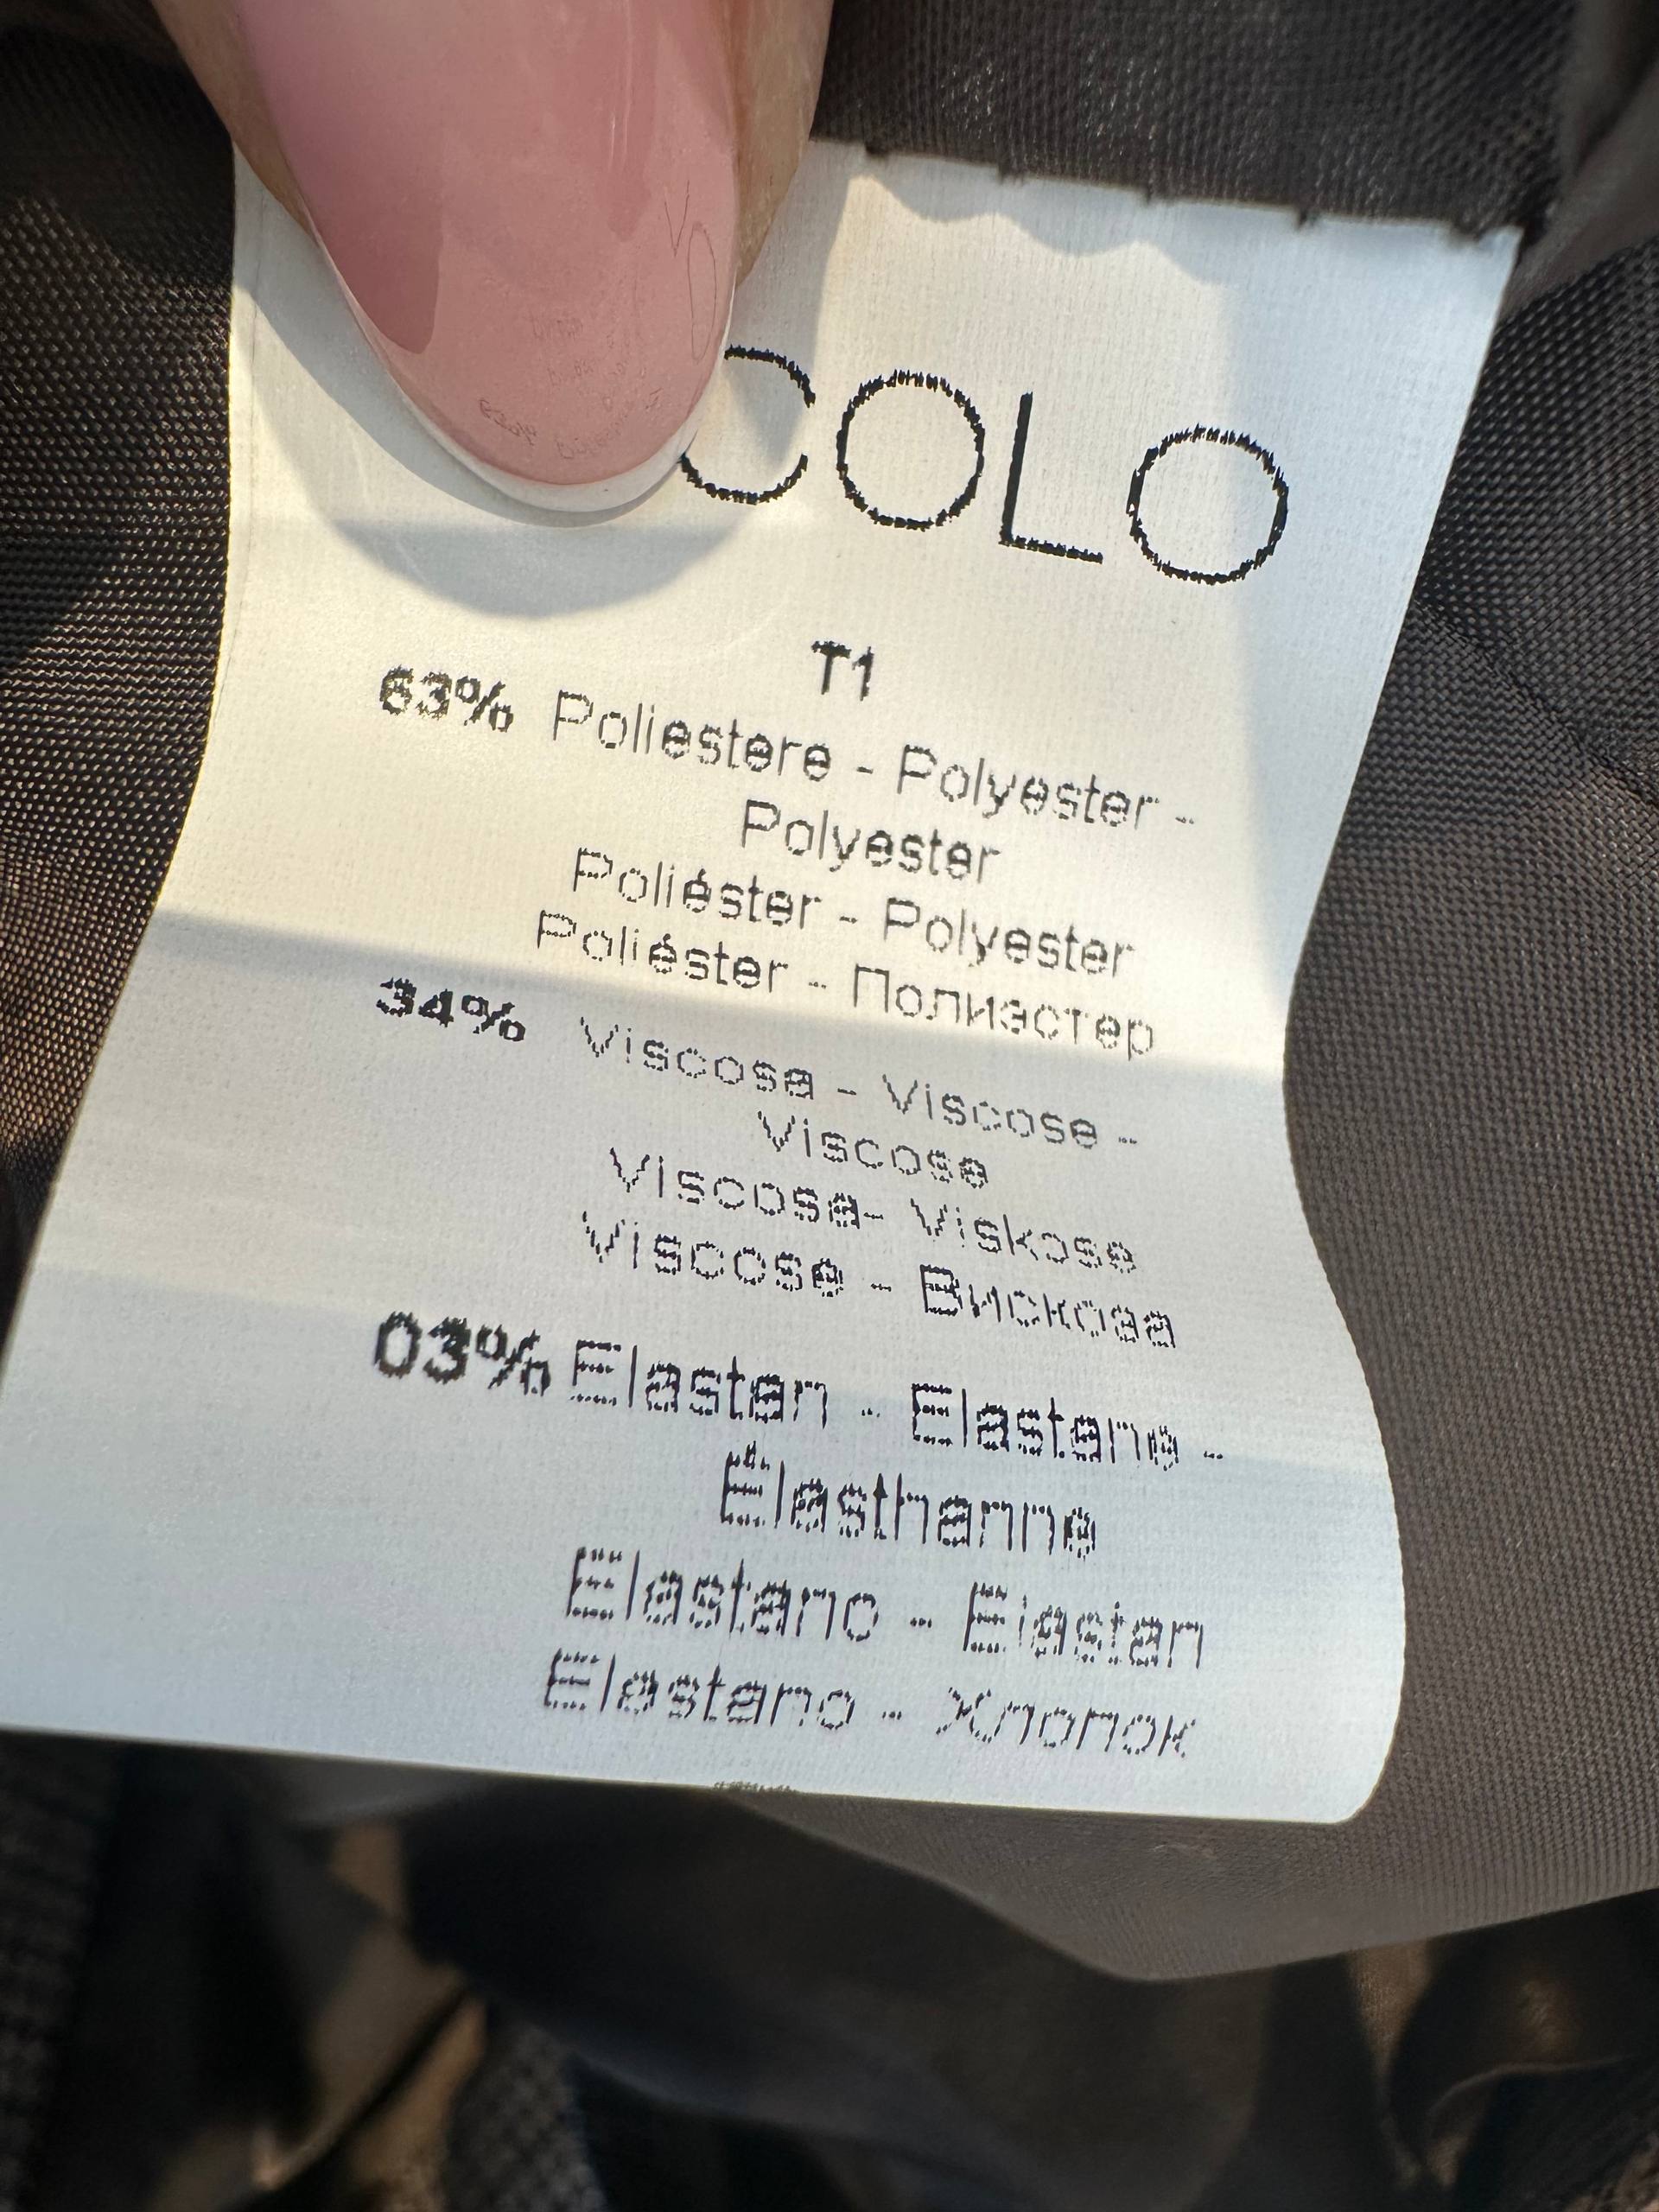 COLO
T1
63% Poliestere - Polyester -
Polyester
Poliéster - Polyester
Poliéster - Полиэстер
34% Viscosa - Viscose -
Viscose
Viscosa- Viskose
Viscose - Вискоза
03% Elastan - Elastane -
Élasthanne
Elastano - Elastan
Elastano - Хлопок